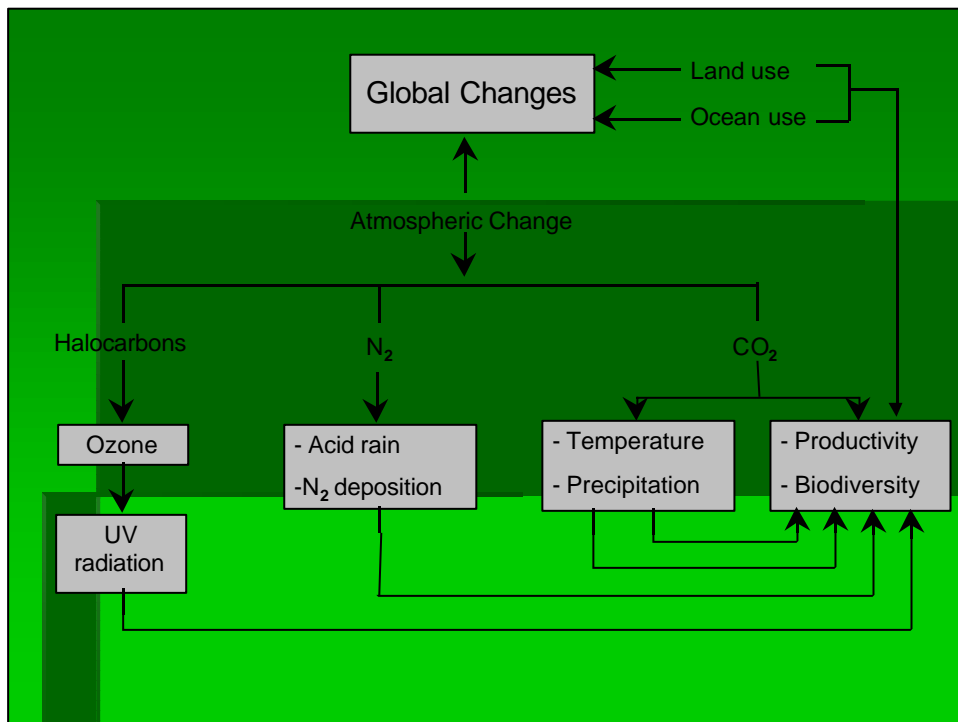 Global Changes
Land use
Ocean use
Atmospheric Change
Halocarbons
N₂
CO₂
Ozone
- Acid rain
-N₂ deposition
- Temperature
- Precipitation
- Productivity
- Biodiversity
UV
radiation